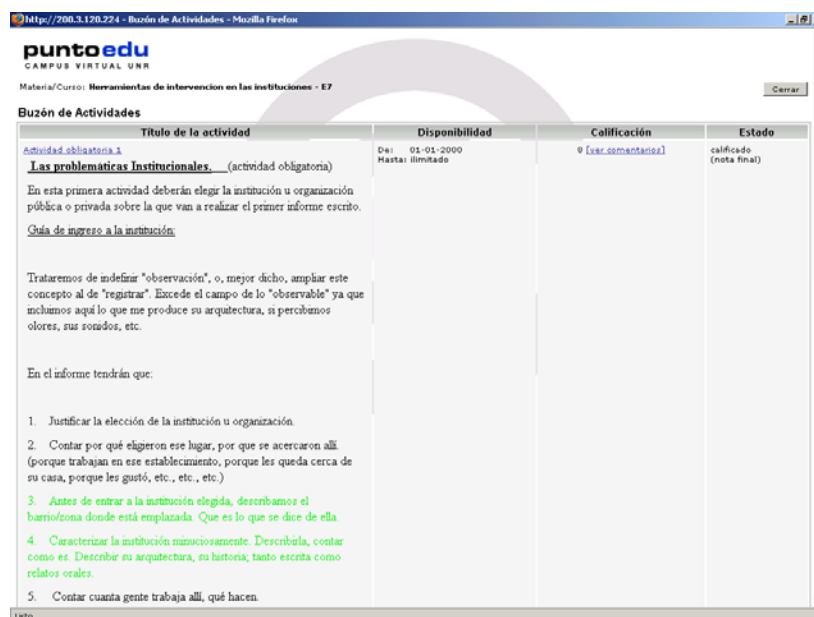 http://200.3.120.224 - Buzón de Actividades - Mozilla Firefox
puntoedu
CAMPUS VIRTUAL UNR
Materia/Curso: Herramientas de intervencion en las instituciones - E7
Cerrar
Buzón de Actividades
Título de la actividad Disponibilidad Calificación Estado
Actividad obligatoria 1 De: 01-01-2000 9 [ver comentarios] calificado
Hasta: ilimitado (nota final)
Las problemáticas Institucionales. (actividad obligatoria)
En esta primera actividad deberán elegir la institución u organización
pública o privada sobre la que van a realizar el primer informe escrito.
Guía de ingreso a la institución:
Trataremos de indefinir "observación", o, mejor dicho, ampliar este
concepto al de "registrar". Excede el campo de lo "observable" ya que
incluimos aquí lo que me produce su arquitectura, si percibimos
olores, sus sonidos, etc.
En el informe tendrán que:
1. Justificar la elección de la institución u organización.
2. Contar por qué eligieron ese lugar, por que se acercaron allí.
(porque trabajan en ese establecimiento, porque les queda cerca de
su casa, porque les gustó, etc., etc., etc.)
3. Antes de entrar a la institución elegida, describamos el
barrio/zona donde está emplazada. Que es lo que se dice de ella.
4. Caracterizar la institución minuciosamente. Describirla, contar
como es. Describir su arquitectura, su historia; tanto escrita como
relatos orales.
5. Contar cuanta gente trabaja allí, qué hacen.
Listo